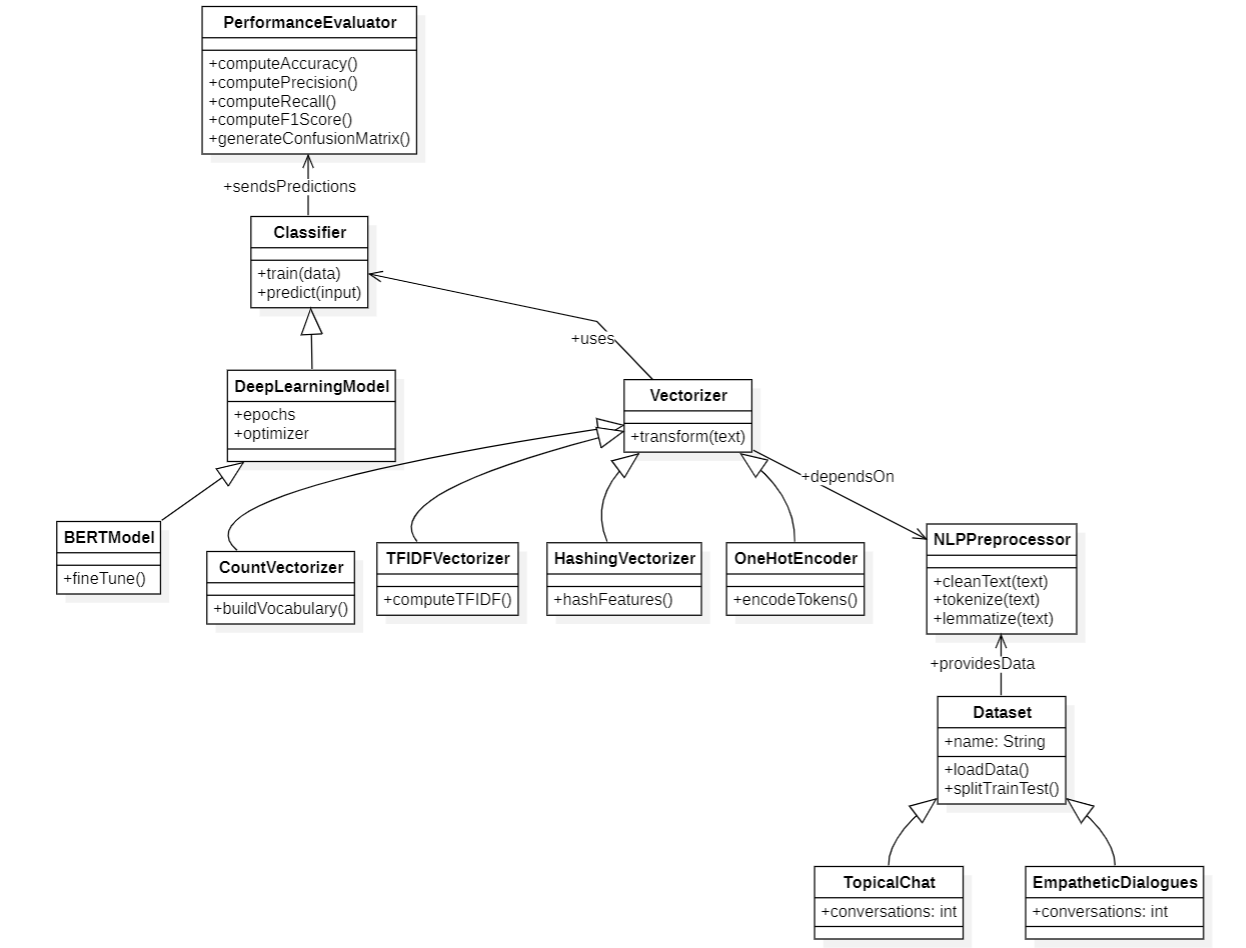 PerformanceEvaluator
+computeAccuracy()
+computePrecision()
+computeRecall()
+computeF1Score()
+generateConfusionMatrix()
+sendsPredictions
Classifier
+train(data)
+predict(input)
+uses
DeepLearningModel
+epochs
+optimizer
Vectorizer
+transform(text)
+dependsOn
BERTModel
+fineTune()
CountVectorizer
+buildVocabulary()
TFIDFVectorizer
+computeTFIDF()
HashingVectorizer
+hashFeatures()
OneHotEncoder
+encodeTokens()
NLPPreprocessor
+cleanText(text)
+tokenize(text)
+lemmatize(text)
+providesData
Dataset
+name: String
+loadData()
+splitTrainTest()
TopicalChat
+conversations: int
EmpatheticDialogues
+conversations: int